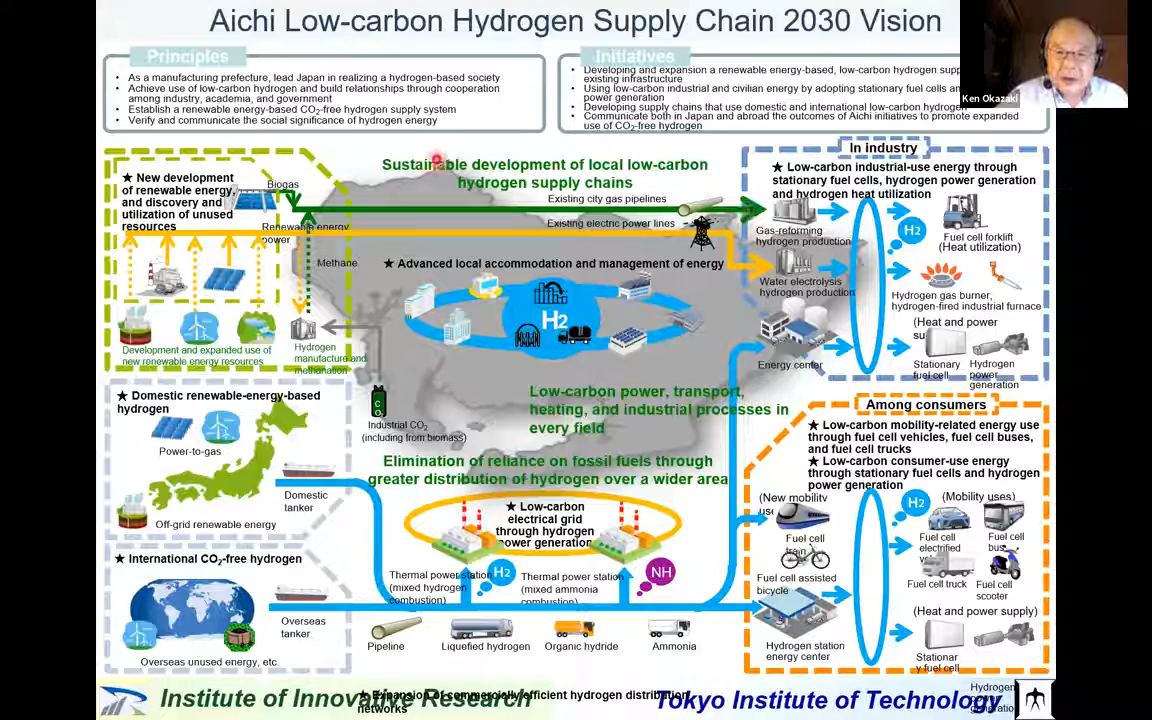 Aichi Low-carbon Hydrogen Supply Chain 2030 Vision
Principles
• As a manufacturing prefecture, lead Japan in realizing a hydrogen-based society
• Achieve use of low-carbon hydrogen and build relationships through cooperation
among industry, academia, and government
• Establish a renewable energy-based CO2-free hydrogen supply system
• Verify and communicate the social significance of hydrogen energy
Initiatives
• Developing and expansion a renewable energy-based, low-carbon hydrogen
existing infrastructure
• Using low-carbon industrial and civilian energy by adopting stationary fuel cells
power generation
• Developing supply chains that use domestic and international low-carbon hydrogen
• Communicate both in Japan and abroad the outcomes of Aichi initiatives to promote expanded
use of CO2-free hydrogen
Ken Okazaki
★ New development
of renewable energy,
and discovery and
utilization of unused
resources
Biogas
Renewable energy
power
Methane
Development and expanded use of
new renewable energy resources
Hydrogen
manufacture and
methanation
Sustainable development of local low-carbon
hydrogen supply chains
Existing city gas pipelines
Existing electric power lines
★ Advanced local accommodation and management of energy
H2
CO2
Industrial CO2
(including from biomass)
Low-carbon power, transport,
heating, and industrial processes in
every field
Elimination of reliance on fossil fuels through
greater distribution of hydrogen over a wider area
★ Low-carbon
electrical grid
through hydrogen
power generation
Thermal power station
(mixed hydrogen
combustion)
H2
Thermal power station
(mixed ammonia
combustion)
NH
Pipeline
Liquefied hydrogen
Organic hydride
Ammonia
★ Domestic renewable-energy-based
hydrogen
Power-to-gas
Off-grid renewable energy
Domestic
tanker
★ International CO2-free hydrogen
Overseas
tanker
Overseas unused energy, etc.
In industry
★ Low-carbon industrial-use energy through
stationary fuel cells, hydrogen power generation
and hydrogen heat utilization
Gas-reforming
hydrogen production
Water electrolysis
hydrogen production
Energy center
H2
Fuel cell forklift
(Heat utilization)
Hydrogen gas burner,
hydrogen-fired industrial furnace
(Heat and power
Stationary
fuel cell
Hydrogen
power
generation
Among consumers
★ Low-carbon mobility-related energy use
through fuel cell vehicles, fuel cell buses,
and fuel cell trucks
★ Low-carbon consumer-use energy
through stationary fuel cells and hydrogen
power generation
(New mobility
(Mobility uses)
H2
Fuel cell
train
Fuel cell assisted
bicycle
Hydrogen station
energy center
Fuel cell
electrified
Fuel cell
bus
Fuel cell truck
Fuel cell
scooter
(Heat and power supply)
Stationar
y fuel cell
Hydrogen
power
generation
★ Expansion of commercially efficient hydrogen distribution
networks
Institute of Innovative Research
Tokyo Institute of Technology